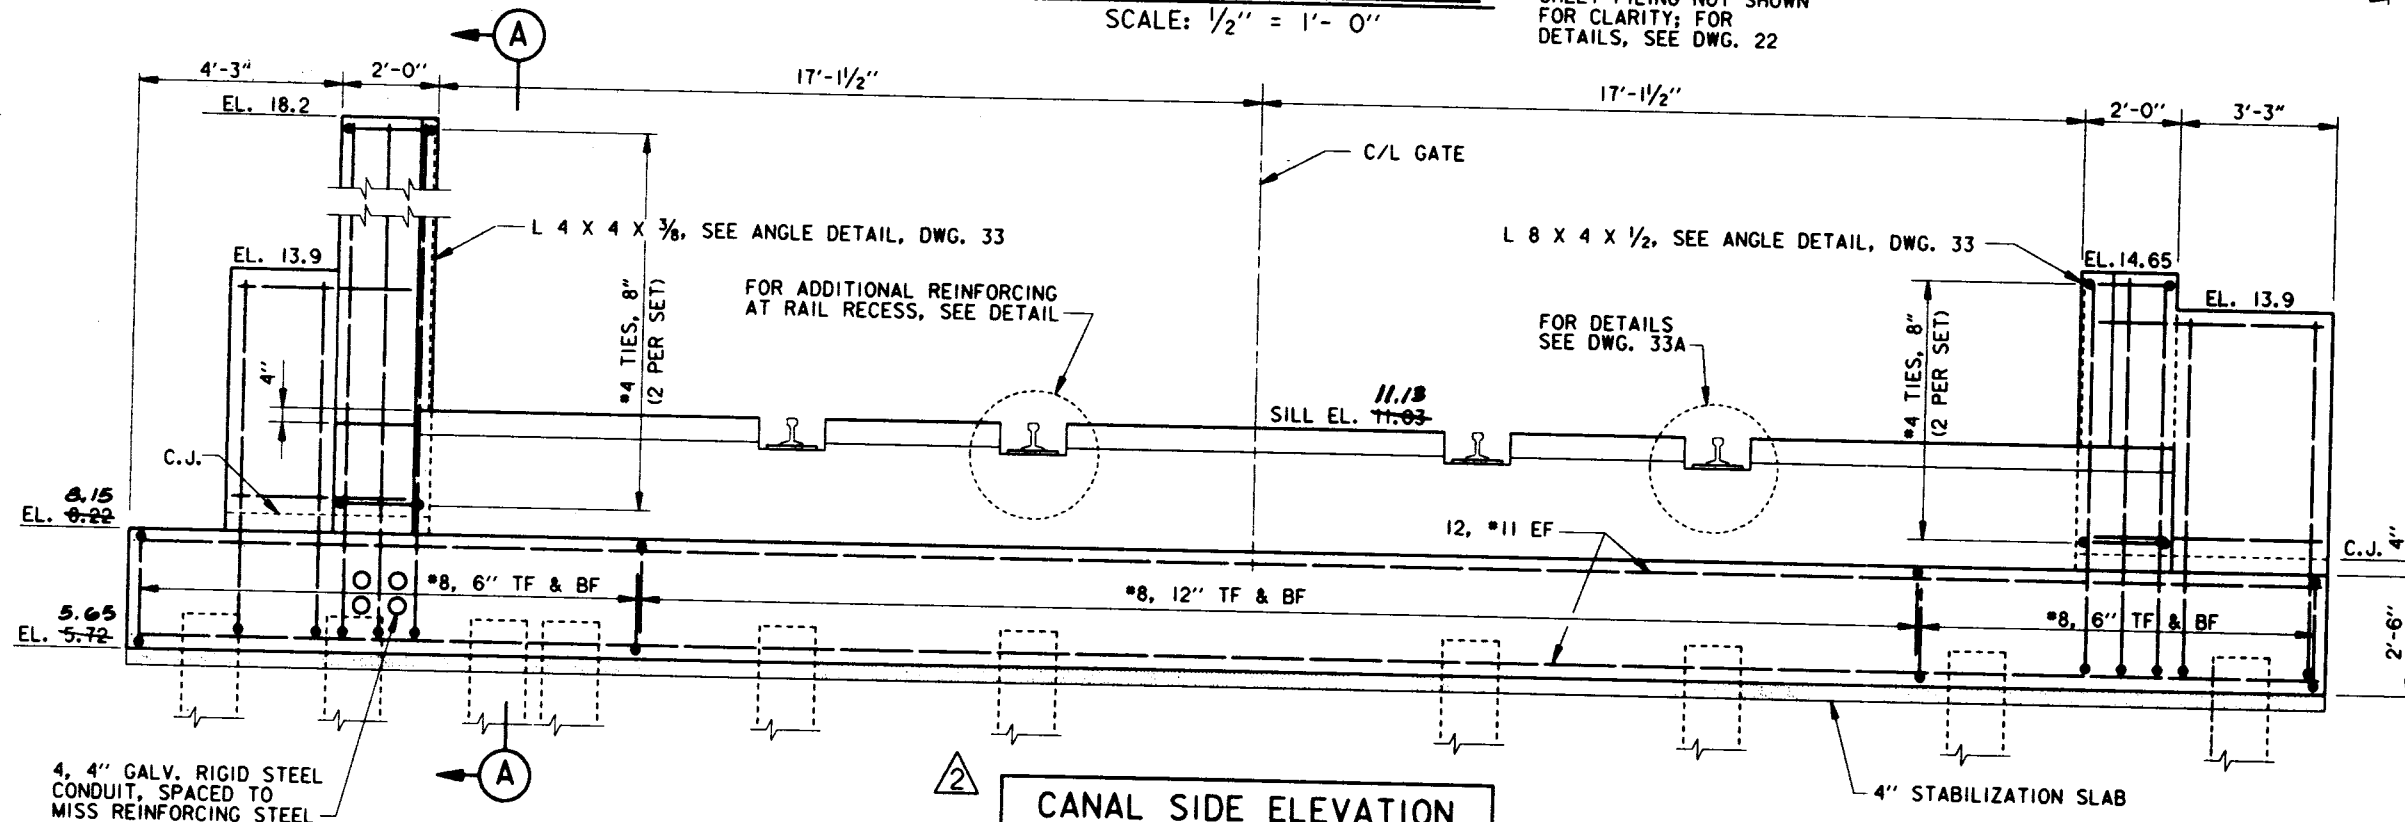 SCALE: 1/2" = 1'- 0"
SHEET PILING NOT SHOWN
FOR CLARITY; FOR
DETAILS, SEE DWG. 22
A
4'-3"
2'-0"
17'-1½"
17'-1½"
2'-0"
3'-3"
EL. 18.2
C/L GATE
L 4 X 4 X ⅜, SEE ANGLE DETAIL, DWG. 33
L 8 X 4 X ½, SEE ANGLE DETAIL, DWG. 33
EL. 13.9
EL.14.65
EL. 13.9
FOR ADDITIONAL REINFORCING
AT RAIL RECESS, SEE DETAIL
FOR DETAILS
SEE DWG. 33A
#4 TIES, 8"
(2 PER SET)
#4 TIES, 8"
(2 PER SET)
4"
11.13
SILL EL. 11.03
C.J.
8.15
EL. 8.22
12, #11 EF
C.J.
4"
#8, 6" TF & BF
#8, 12" TF & BF
#8, 6" TF & BF
5.65
EL. 5.72
2'-6"
4, 4" GALV. RIGID STEEL
CONDUIT, SPACED TO
MISS REINFORCING STEEL
A
2
CANAL SIDE ELEVATION
4" STABILIZATION SLAB